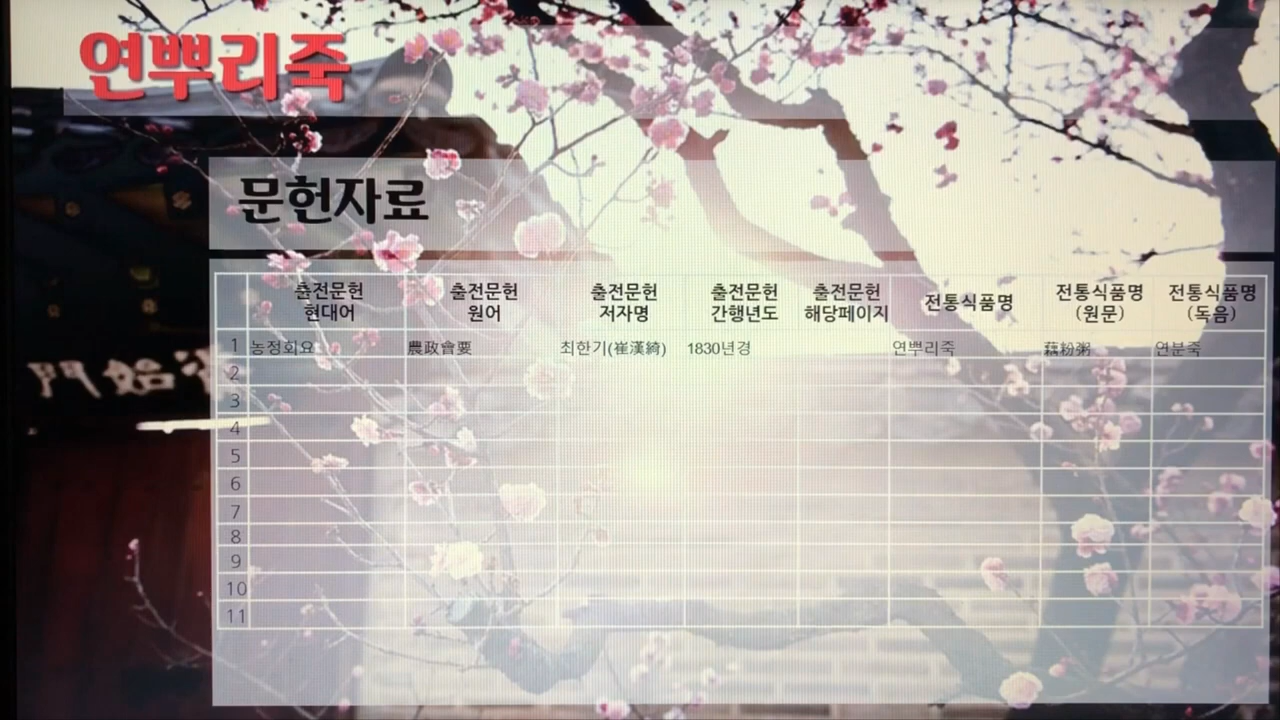 연뿌리죽
문헌자료
출전문헌 현대어 출전문헌 원어 출전문헌 저자명 출전문헌 간행년도 출전문헌 해당페이지 전통식품명 전통식품명 (원문) 전통식품명 (독음)
1 농정회요 農政會要 최한기(崔漢綺) 1830년경 연뿌리죽 藕粉粥 연분죽
2
3
4
5
6
7
8
9
10
11